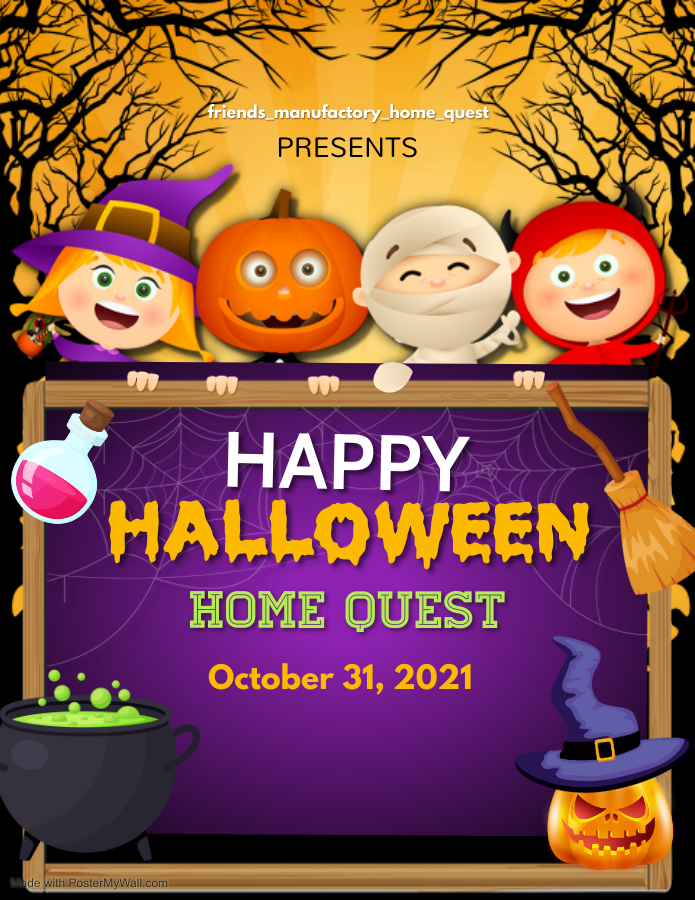 friends_manufactory_home_quest
PRESENTS
HAPPY
HALLOWEEN
HOME QUEST
October 31, 2021
Made with PosterMyWall.com